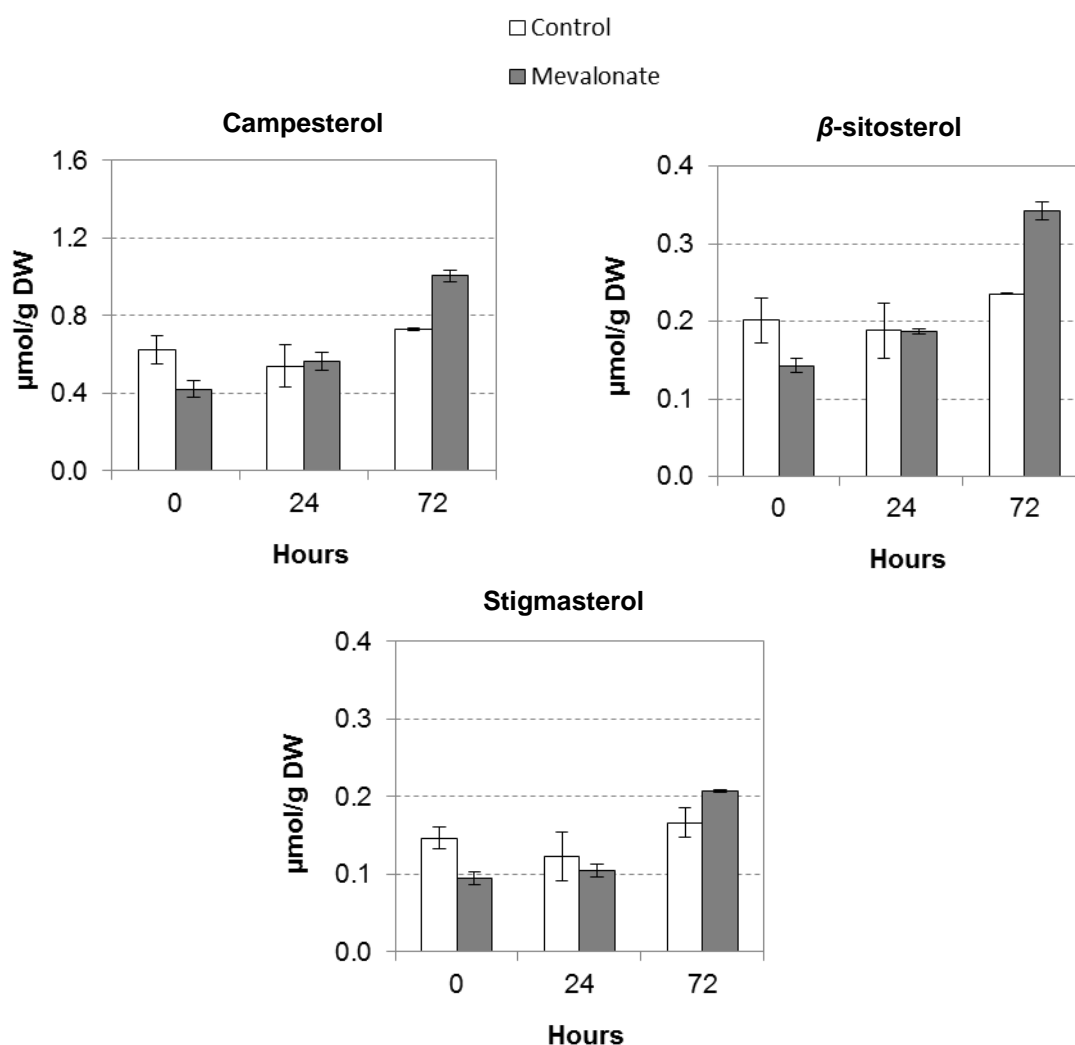 Control
Mevalonate
Campesterol
1.6
1.2
0.8
0.4
0.0
µmol/g DW
0 24 72
Hours
β-sitosterol
0.4
0.3
0.2
0.1
0.0
µmol/g DW
0 24 72
Hours
Stigmasterol
0.4
0.3
0.2
0.1
0.0
µmol/g DW
0 24 72
Hours